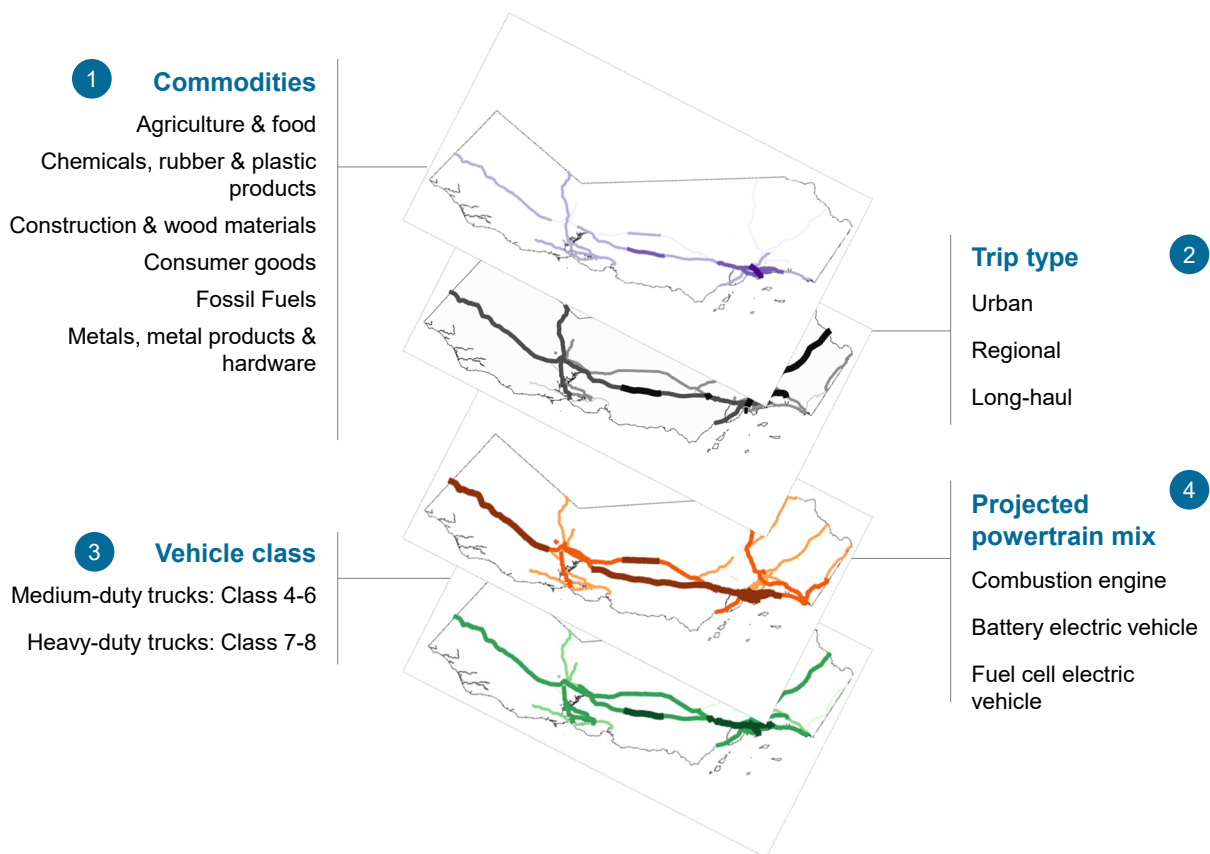 1
Commodities
Agriculture & food
Chemicals, rubber & plastic
products
Construction & wood materials
Consumer goods
Fossil Fuels
Metals, metal products &
hardware
Trip type
2
Urban
Regional
Long-haul
3
Vehicle class
Medium-duty trucks: Class 4-6
Heavy-duty trucks: Class 7-8
4
Projected
powertrain mix
Combustion engine
Battery electric vehicle
Fuel cell electric
vehicle